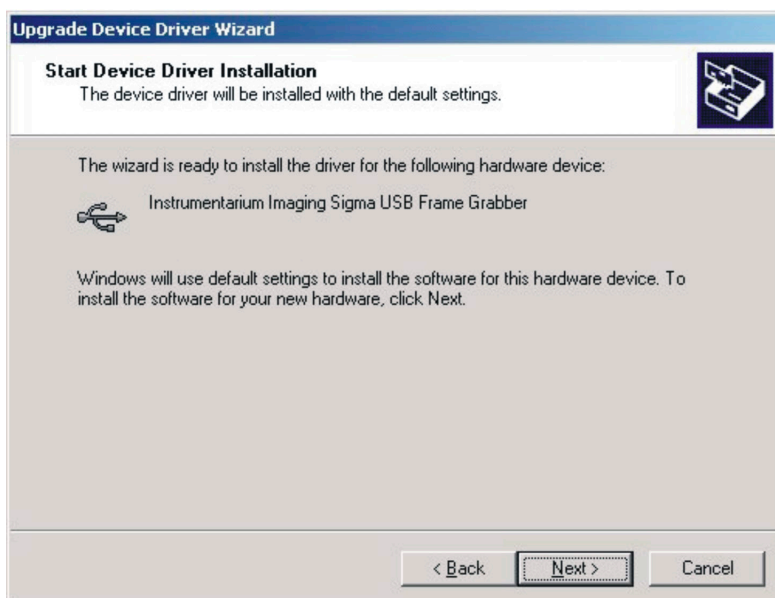 Upgrade Device Driver Wizard
Start Device Driver Installation
The device driver will be installed with the default settings.
The wizard is ready to install the driver for the following hardware device:
Instrumentarium Imaging Sigma USB Frame Grabber
Windows will use default settings to install the software for this hardware device. To
install the software for your new hardware, click Next.
< Back
Next >
Cancel